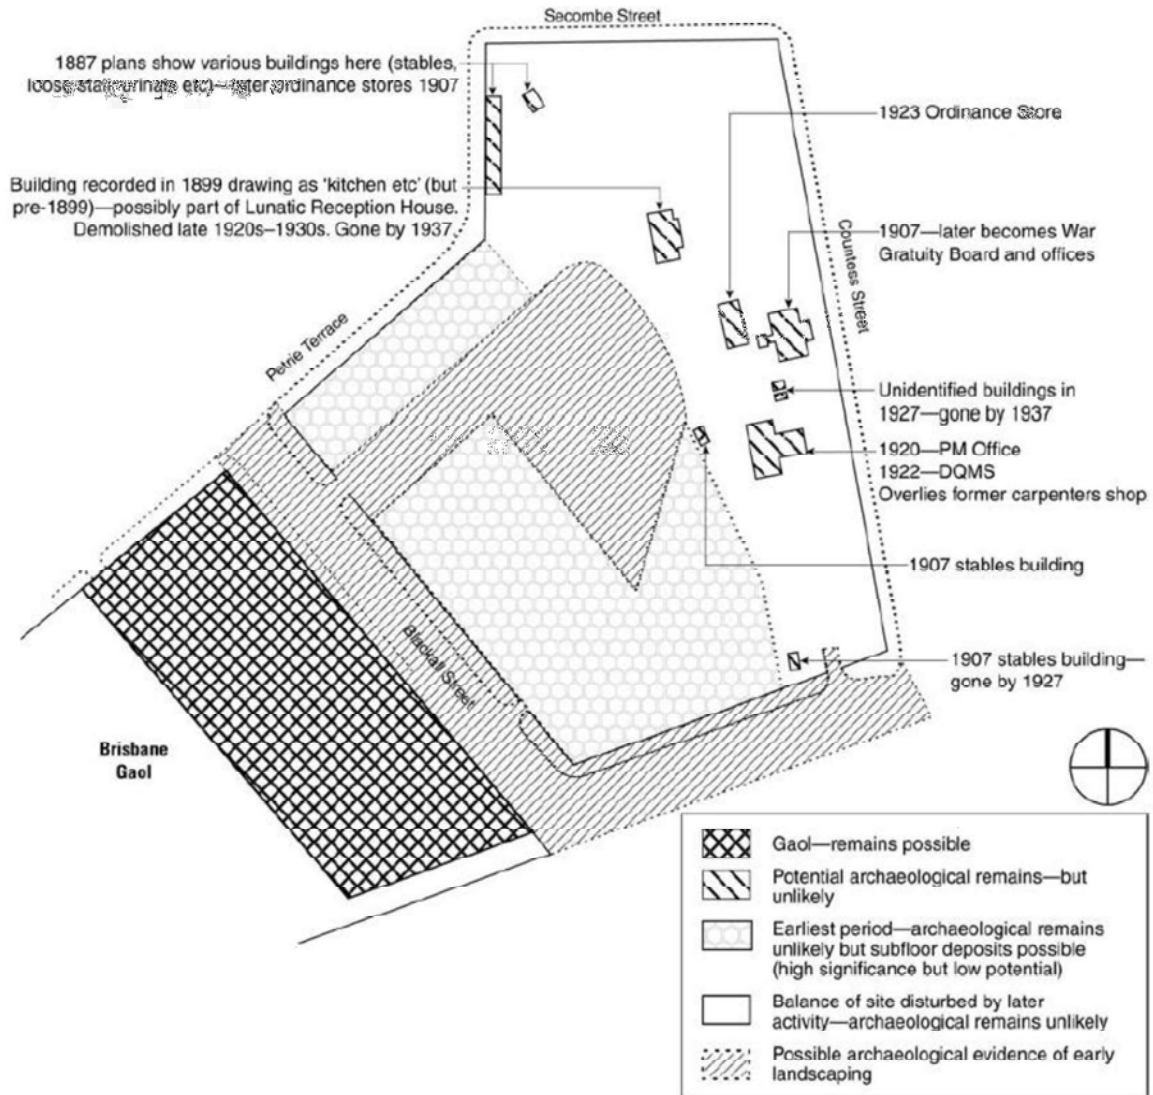 Secombe Street
1887 plans show various buildings here (stables,
loose stalls, urinals etc)—later ordinance stores 1907
1923 Ordinance Store
Building recorded in 1899 drawing as 'kitchen etc' (but
pre-1899)—possibly part of Lunatic Reception House.
Demolished late 1920s–1930s. Gone by 1937.
Countess Street
1907—later becomes War
Gratuity Board and offices
Petrie Terrace
Unidentified buildings in
1927—gone by 1937
1920—PM Office
1922—DQMS
Overlies former carpenters shop
1907 stables building
Blackall Street
1907 stables building—
gone by 1927
Brisbane
Gaol
Gaol—remains possible
Potential archaeological remains—but
unlikely
Earliest period—archaeological remains
unlikely but subfloor deposits possible
(high significance but low potential)
Balance of site disturbed by later
activity—archaeological remains unlikely
Possible archaeological evidence of early
landscaping